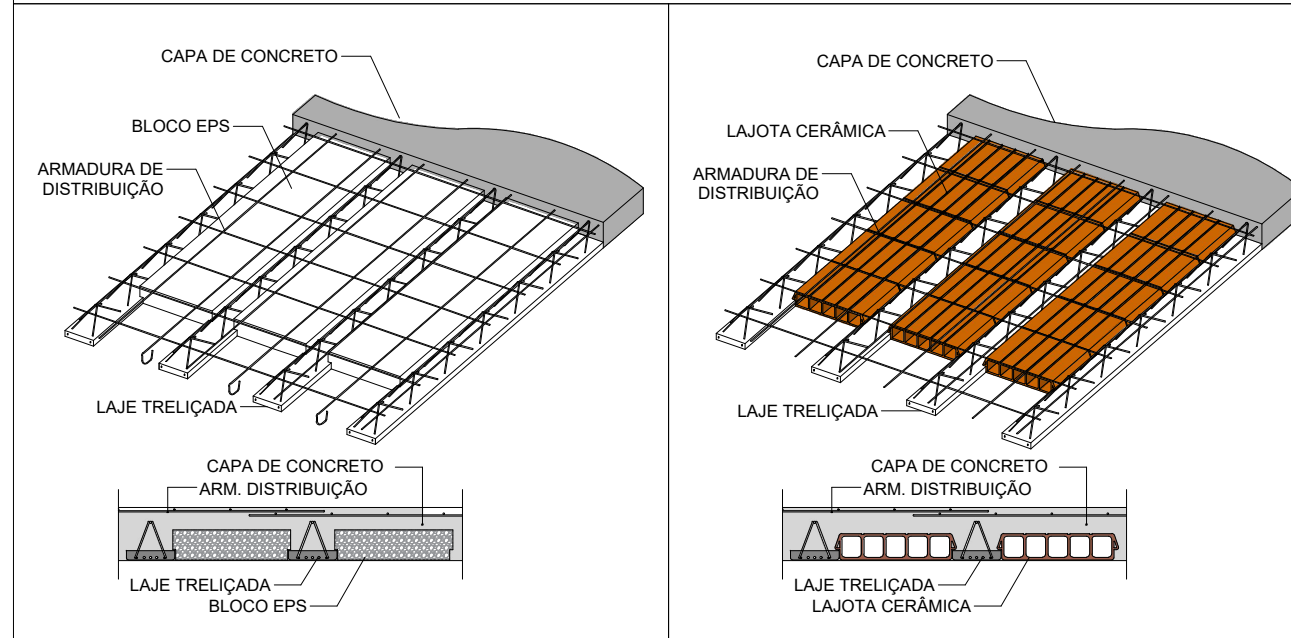 CAPA DE CONCRETO
BLOCO EPS
ARMADURA DE
DISTRIBUIÇÃO
LAJE TRELIÇADA
CAPA DE CONCRETO
ARM. DISTRIBUIÇÃO
LAJE TRELIÇADA
BLOCO EPS
CAPA DE CONCRETO
LAJOTA CERÂMICA
ARMADURA DE
DISTRIBUIÇÃO
LAJE TRELIÇADA
CAPA DE CONCRETO
ARM. DISTRIBUIÇÃO
LAJE TRELIÇADA
LAJOTA CERÂMICA